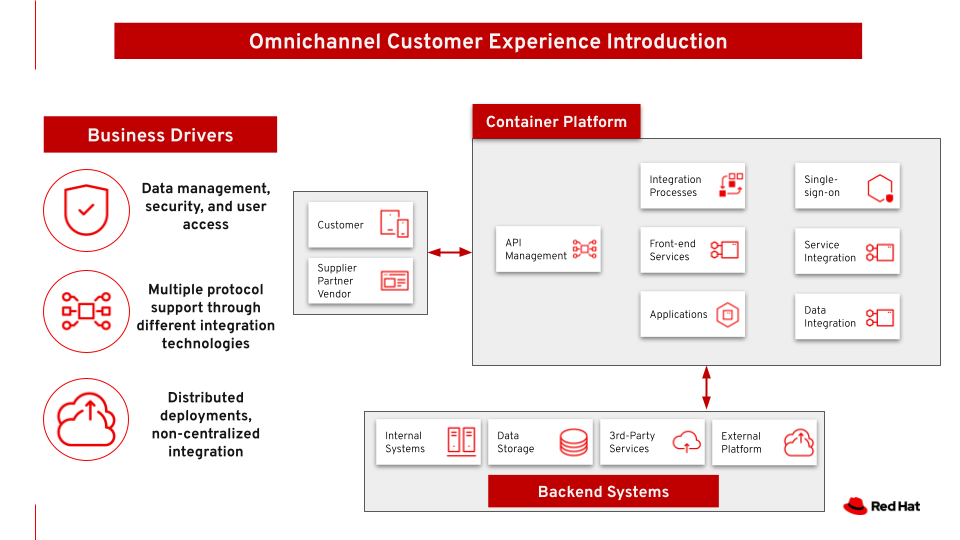 Omnichannel Customer Experience Introduction
Business Drivers
Data management,
security, and user
access
Multiple protocol
support through
different integration
technologies
Distributed
deployments,
non-centralized
integration
Customer
Supplier
Partner
Vendor
Container Platform
API
Management
Integration
Processes
Front-end
Services
Applications
Single-
sign-on
Service
Integration
Data
Integration
Internal
Systems
Data
Storage
3rd-Party
Services
External
Platform
Backend Systems
Red Hat